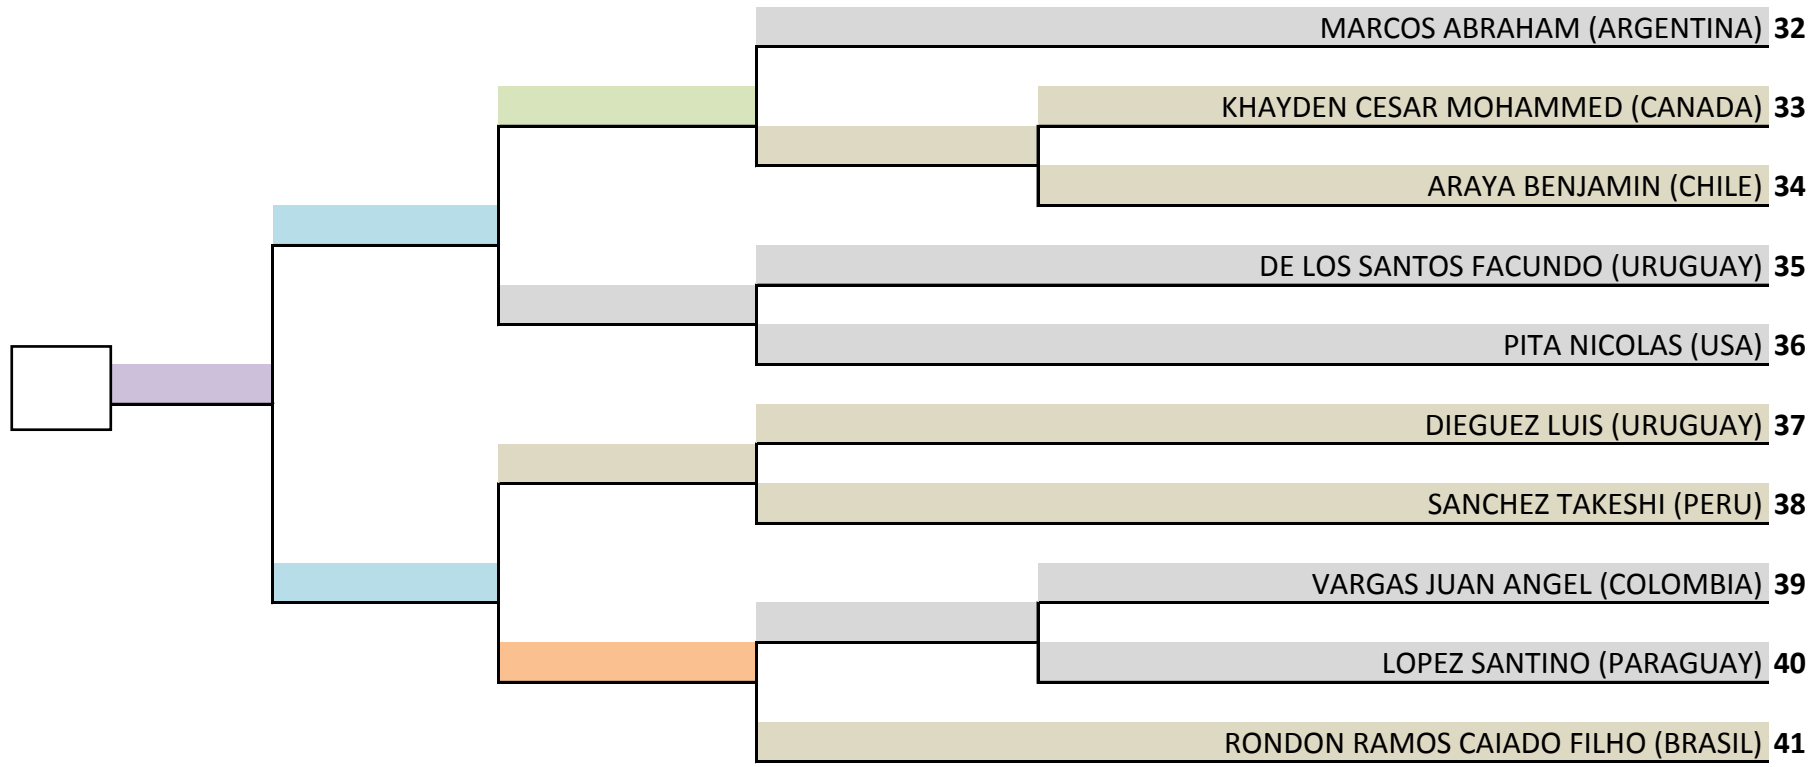 MARCOS ABRAHAM (ARGENTINA) 32
KHAYDEN CESAR MOHAMMED (CANADA) 33
ARAYA BENJAMIN (CHILE) 34
DE LOS SANTOS FACUNDO (URUGUAY) 35
PITA NICOLAS (USA) 36
DIEGUEZ LUIS (URUGUAY) 37
SANCHEZ TAKESHI (PERU) 38
VARGAS JUAN ANGEL (COLOMBIA) 39
LOPEZ SANTINO (PARAGUAY) 40
RONDON RAMOS CAIADO FILHO (BRASIL) 41